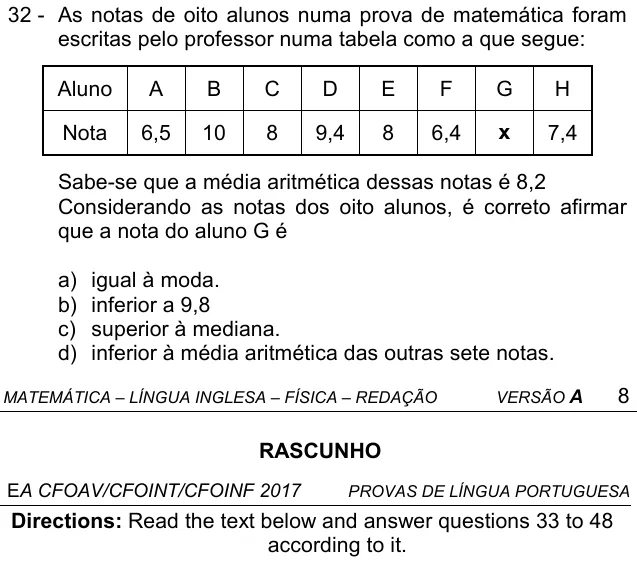 32 - As notas de oito alunos numa prova de matemática foram
escritas pelo professor numa tabela como a que segue:
Aluno A B C D E F G H
Nota 6,5 10 8 9,4 8 6,4 x 7,4
Sabe-se que a média aritmética dessas notas é 8,2
Considerando as notas dos oito alunos, é correto afirmar
que a nota do aluno G é
a) igual à moda.
b) inferior a 9,8
c) superior à mediana.
d) inferior à média aritmética das outras sete notas.
MATEMÁTICA – LÍNGUA INGLESA – FÍSICA – REDAÇÃO VERSÃO A 8
RASCUNHO
EA CFOAV/CFOINT/CFOINF 2017 PROVAS DE LÍNGUA PORTUGUESA
Directions: Read the text below and answer questions 33 to 48
according to it.